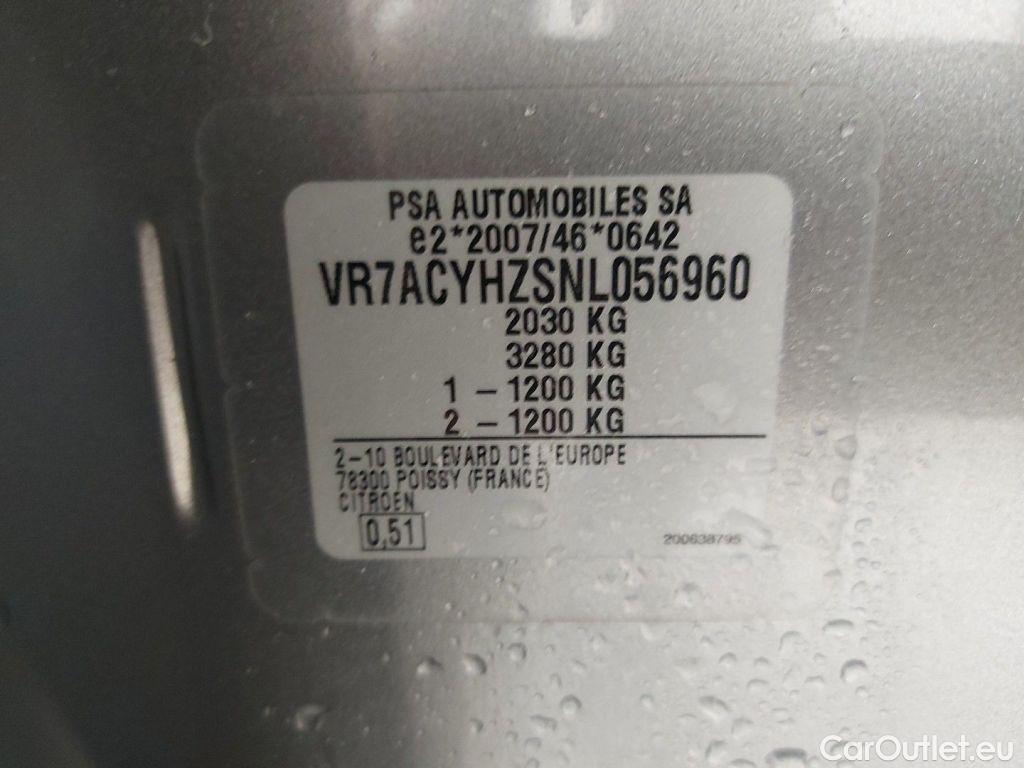 PSA AUTOMOBILES SA
e2*2007/46*0642
VR7ACYHZSNL056960
2030 KG
3280 KG
1 - 1200 KG
2 - 1200 KG
2-10 BOULEVARD DE L'EUROPE
78300 POISSY (FRANCE)
CITROEN
0,51
200638795
CarOutlet.eu